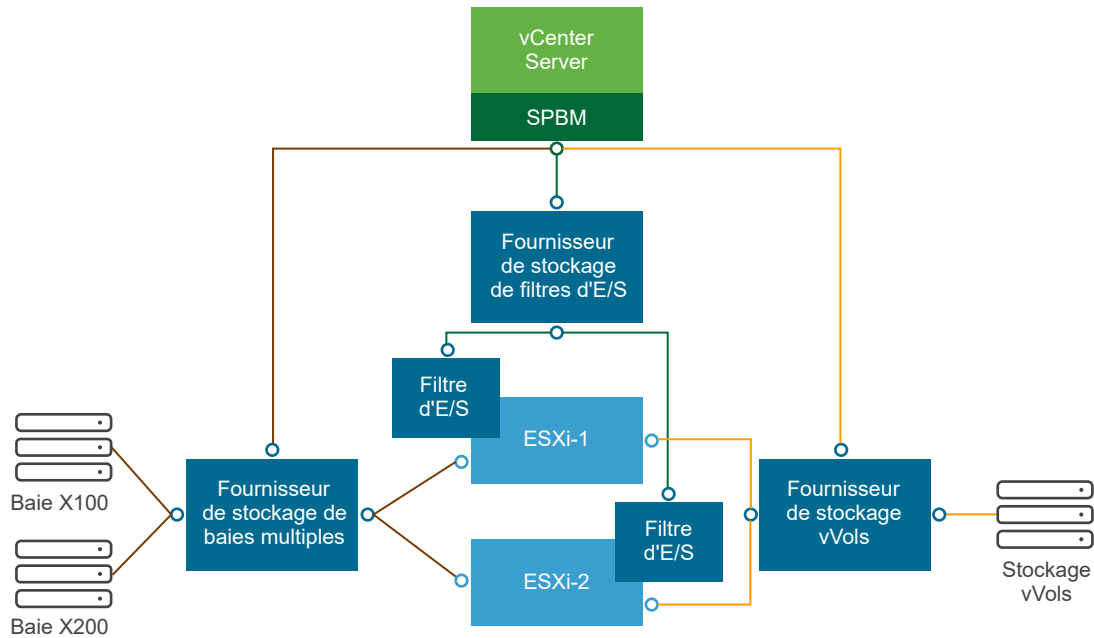 vCenter
Server
SPBM
Fournisseur
de stockage
de filtres d'E/S
Filtre
d'E/S
ESXi-1
Baie X100
Fournisseur
de stockage de
baies multiples
Fournisseur
de stockage
vVols
Filtre
d'E/S
ESXi-2
Stockage
vVols
Baie X200